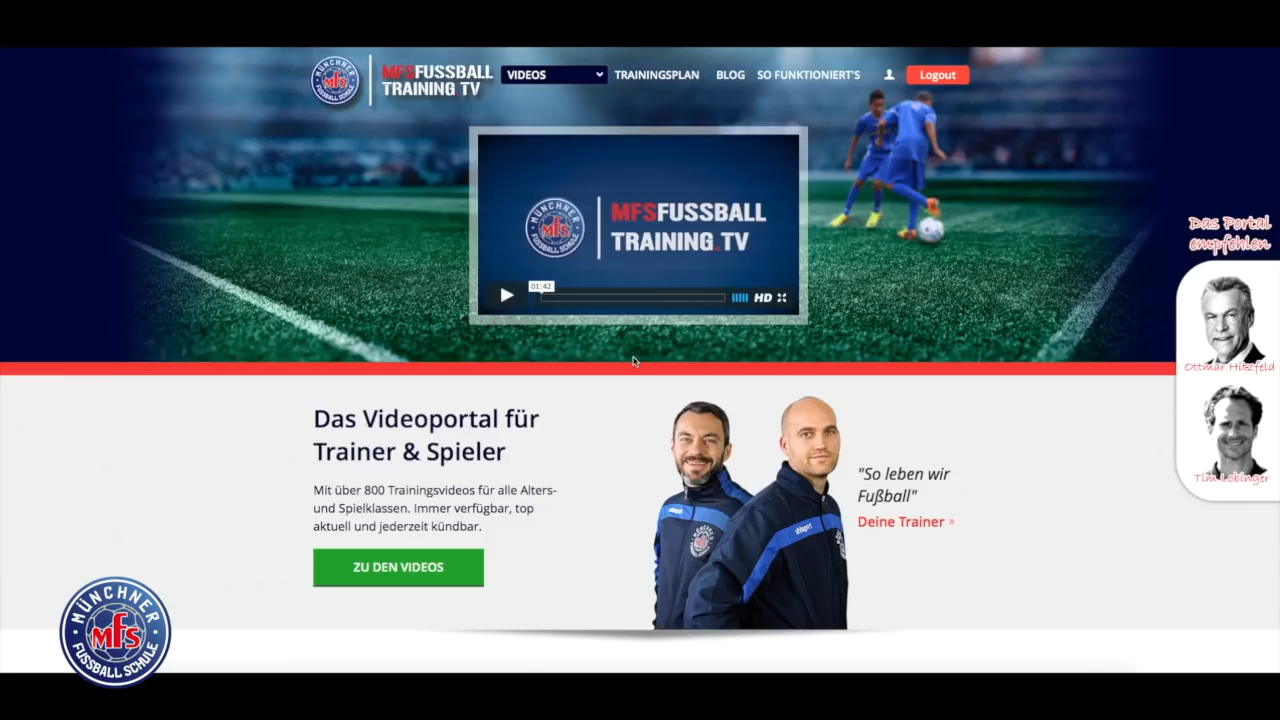 MÜNCHNER
MFS
FUSSBALL SCHULE
MFSFUSSBALL
TRAINING.TV
VIDEOS
TRAININGSPLAN
BLOG
SO FUNKTIONIERT'S
Logout
MÜNCHNER
MFS
FUSSBALL SCHULE
MFSFUSSBALL
TRAINING.TV
01:42
HD
Das Portal
empfehlen
Ottmar Hitzfeld
Tim Lobinger
Das Videoportal für
Trainer & Spieler
Mit über 800 Trainingsvideos für alle Alters-
und Spielklassen. Immer verfügbar, top
aktuell und jederzeit kündbar.
ZU DEN VIDEOS
uhlsport
uhlsport
"So leben wir
Fußball"
Deine Trainer »
MÜNCHNER
MFS
FUSSBALL SCHULE